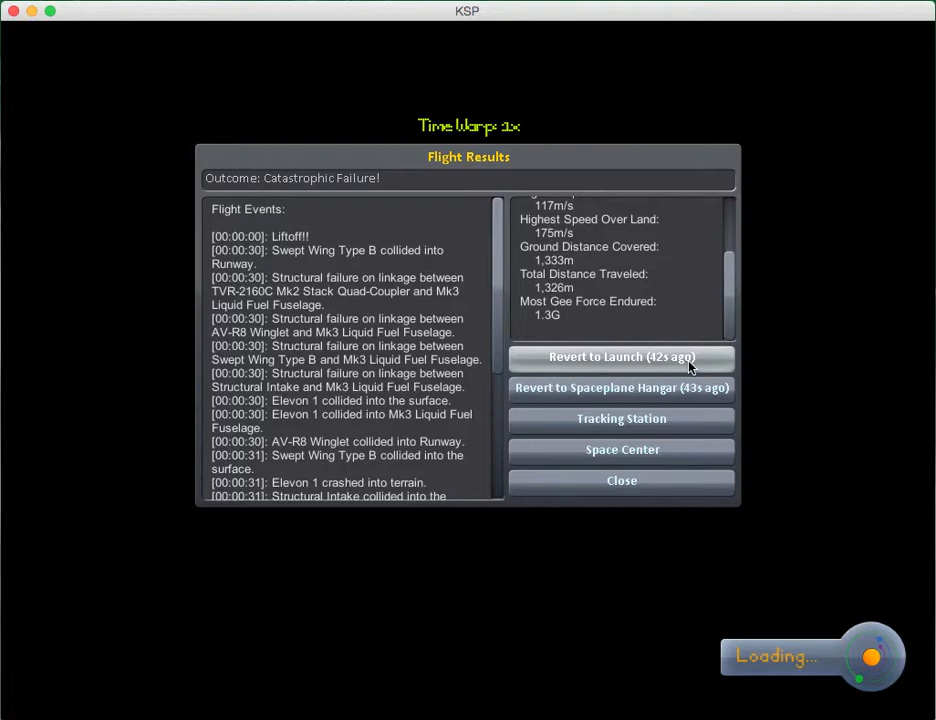 KSP
Time Warp: 1x
Flight Results
Outcome: Catastrophic Failure!
Flight Events:
[00:00:00]: Liftoff!!
[00:00:30]: Swept Wing Type B collided into
Runway.
[00:00:30]: Structural failure on linkage between
TVR-2160C Mk2 Stack Quad-Coupler and Mk3
Liquid Fuel Fuselage.
[00:00:30]: Structural failure on linkage between
AV-R8 Winglet and Mk3 Liquid Fuel Fuselage.
[00:00:30]: Structural failure on linkage between
Swept Wing Type B and Mk3 Liquid Fuel Fuselage.
[00:00:30]: Structural failure on linkage between
Structural Intake and Mk3 Liquid Fuel Fuselage.
[00:00:30]: Elevon 1 collided into the surface.
[00:00:30]: Elevon 1 collided into Mk3 Liquid Fuel
Fuselage.
[00:00:30]: AV-R8 Winglet collided into Runway.
[00:00:31]: Swept Wing Type B collided into the
surface.
[00:00:31]: Elevon 1 crashed into terrain.
[00:00:31]: Structural Intake collided into the
117m/s
Highest Speed Over Land:
175m/s
Ground Distance Covered:
1,333m
Total Distance Traveled:
1,326m
Most Gee Force Endured:
1.3G
Revert to Launch (42s ago)
Revert to Spaceplane Hangar (43s ago)
Tracking Station
Space Center
Close
Loading...